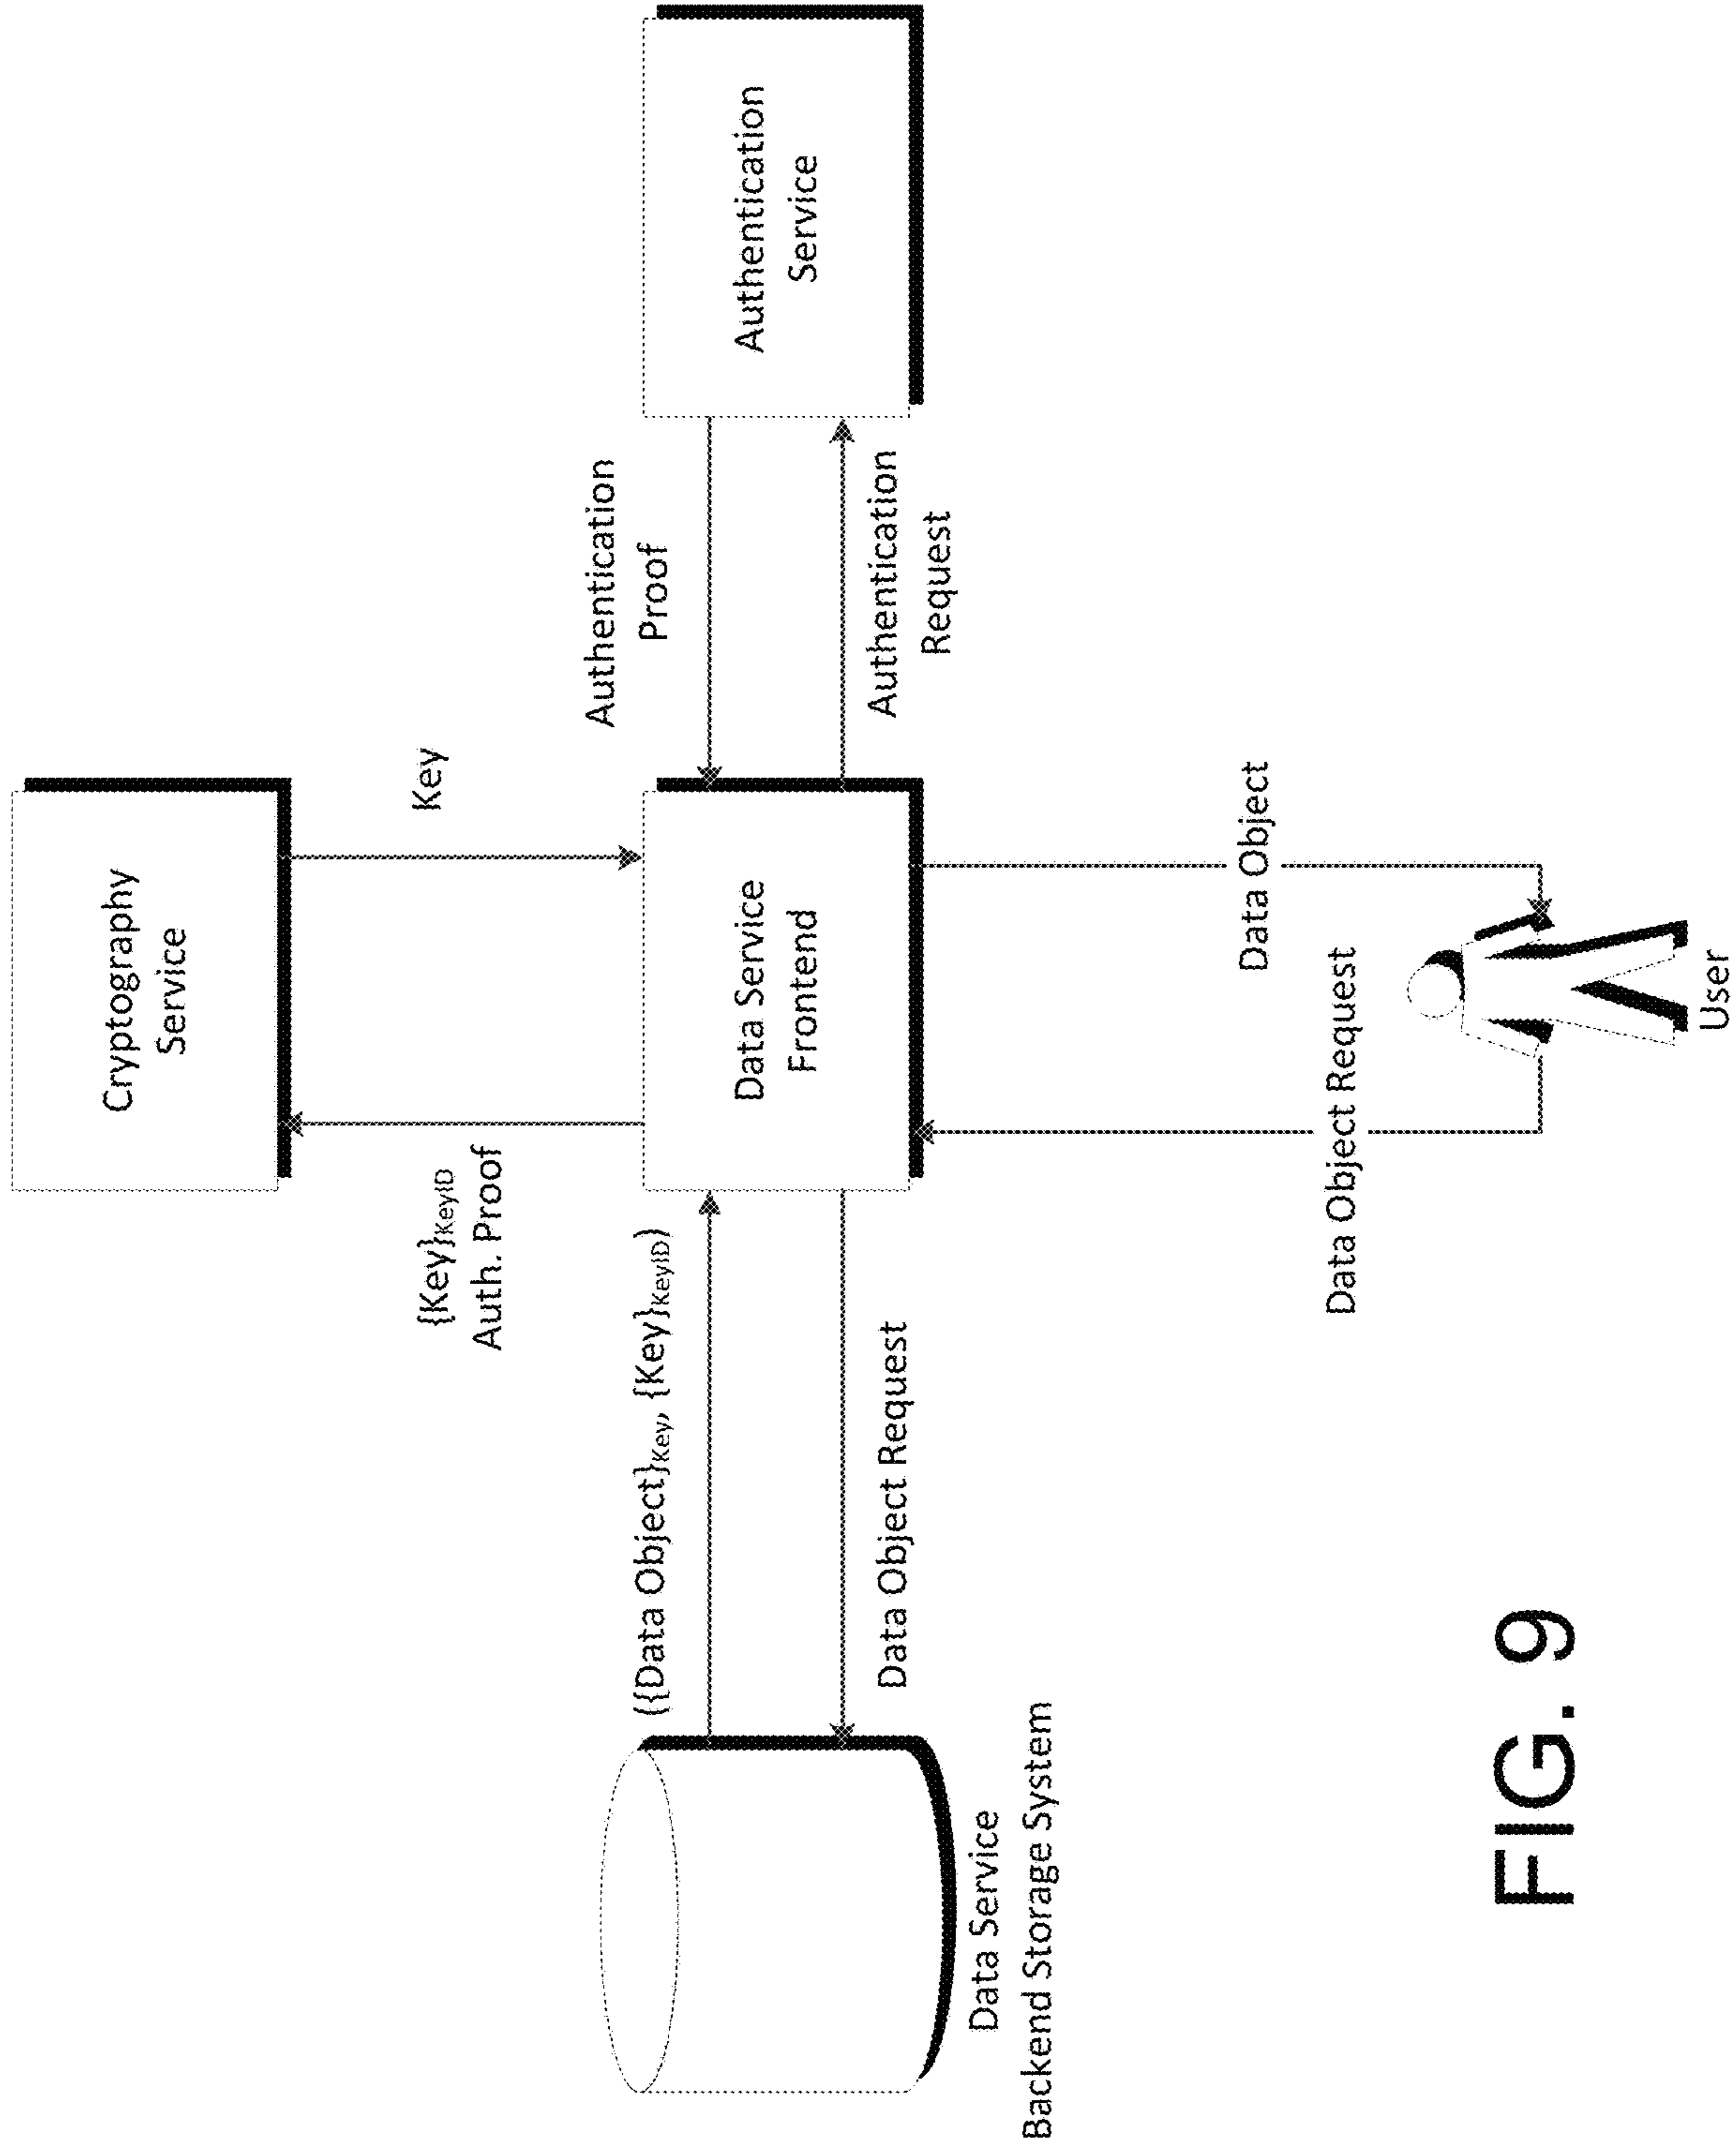 Cryptography
Service
{Key}KeyID
Auth. Proof
Key
({Data Object}Key, {Key}KeyID)
Data Object Request
Data Service
Backend Storage System
Data Service
Frontend
Authentication
Proof
Authentication
Request
Authentication
Service
Data Object Request
Data Object
User
FIG. 9